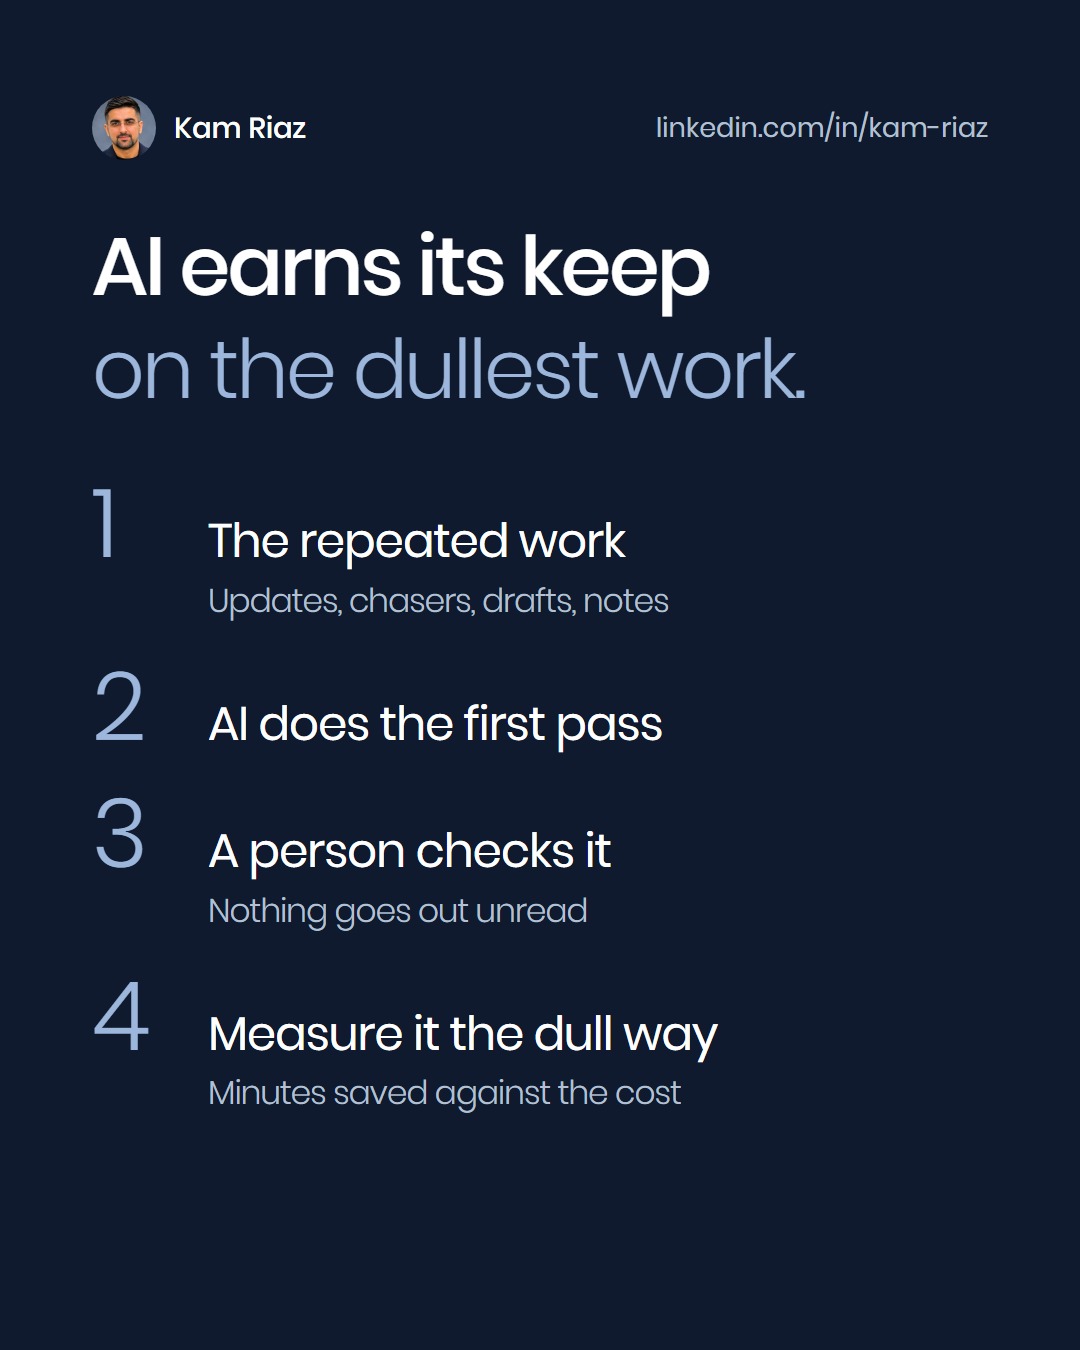 Kam Riaz
linkedin.com/in/kam-riaz
AI earns its keep
on the dullest work.
1
The repeated work
Updates, chasers, drafts, notes
2
AI does the first pass
3
A person checks it
Nothing goes out unread
4
Measure it the dull way
Minutes saved against the cost